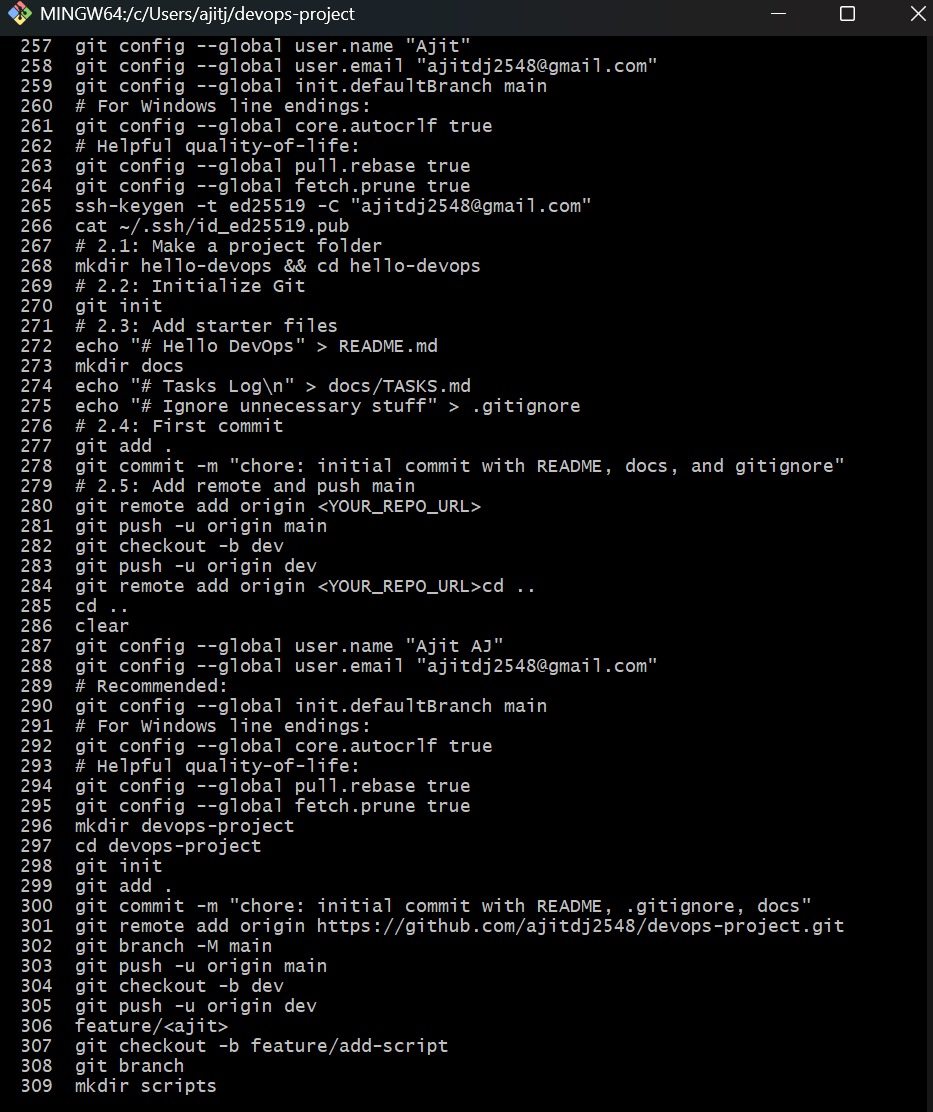 MINGW64:/c/Users/ajitj/devops-project
257 git config --global user.name "Ajit"
258 git config --global user.email "ajitdj2548@gmail.com"
259 git config --global init.defaultBranch main
260 # For Windows line endings:
261 git config --global core.autocrlf true
262 # Helpful quality-of-life:
263 git config --global pull.rebase true
264 git config --global fetch.prune true
265 ssh-keygen -t ed25519 -C "ajitdj2548@gmail.com"
266 cat ~/.ssh/id_ed25519.pub
267 # 2.1: Make a project folder
268 mkdir hello-devops && cd hello-devops
269 # 2.2: Initialize Git
270 git init
271 # 2.3: Add starter files
272 echo "# Hello DevOps" > README.md
273 mkdir docs
274 echo "# Tasks Log\n" > docs/TASKS.md
275 echo "# Ignore unnecessary stuff" > .gitignore
276 # 2.4: First commit
277 git add .
278 git commit -m "chore: initial commit with README, docs, and gitignore"
279 # 2.5: Add remote and push main
280 git remote add origin <YOUR_REPO_URL>
281 git push -u origin main
282 git checkout -b dev
283 git push -u origin dev
284 git remote add origin <YOUR_REPO_URL>cd ..
285 cd ..
286 clear
287 git config --global user.name "Ajit AJ"
288 git config --global user.email "ajitdj2548@gmail.com"
289 # Recommended:
290 git config --global init.defaultBranch main
291 # For Windows line endings:
292 git config --global core.autocrlf true
293 # Helpful quality-of-life:
294 git config --global pull.rebase true
295 git config --global fetch.prune true
296 mkdir devops-project
297 cd devops-project
298 git init
299 git add .
300 git commit -m "chore: initial commit with README, .gitignore, docs"
301 git remote add origin https://github.com/ajitdj2548/devops-project.git
302 git branch -M main
303 git push -u origin main
304 git checkout -b dev
305 git push -u origin dev
306 feature/<ajit>
307 git checkout -b feature/add-script
308 git branch
309 mkdir scripts